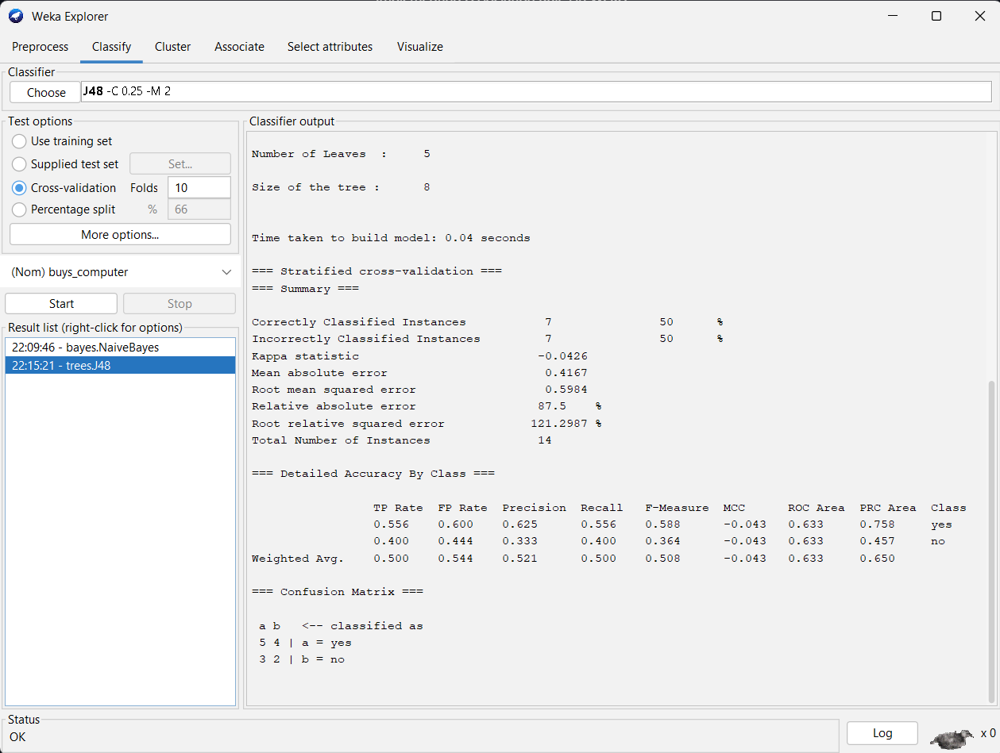 Weka Explorer
Preprocess Classify Cluster Associate Select attributes Visualize
Classifier
Choose J48 -C 0.25 -M 2
Test options
Use training set
Supplied test set Set...
Cross-validation Folds 10
Percentage split % 66
More options...
(Nom) buys_computer
Start Stop
Result list (right-click for options)
22:09:46 - bayes.NaiveBayes
22:15:21 - trees.J48
Classifier output
Number of Leaves : 5
Size of the tree : 8
Time taken to build model: 0.04 seconds
=== Stratified cross-validation ===
=== Summary ===
Correctly Classified Instances 7 50 %
Incorrectly Classified Instances 7 50 %
Kappa statistic -0.0426
Mean absolute error 0.4167
Root mean squared error 0.5984
Relative absolute error 87.5 %
Root relative squared error 121.2987 %
Total Number of Instances 14
=== Detailed Accuracy By Class ===
TP Rate FP Rate Precision Recall F-Measure MCC ROC Area PRC Area Class
0.556 0.600 0.625 0.556 0.588 -0.043 0.633 0.758 yes
0.400 0.444 0.333 0.400 0.364 -0.043 0.633 0.457 no
Weighted Avg. 0.500 0.544 0.521 0.500 0.508 -0.043 0.633 0.650
=== Confusion Matrix ===
a b <-- classified as
5 4 | a = yes
3 2 | b = no
Status
OK
Log
x 0